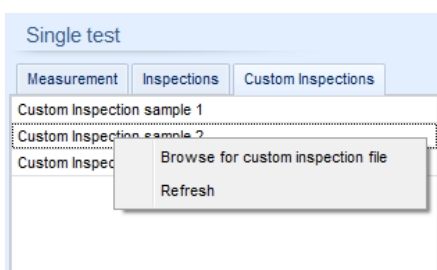 Single test
Measurement Inspections Custom Inspections
Custom Inspection sample 1
Custom Inspection sample 2
Custom
Browse for custom inspection file
Refresh